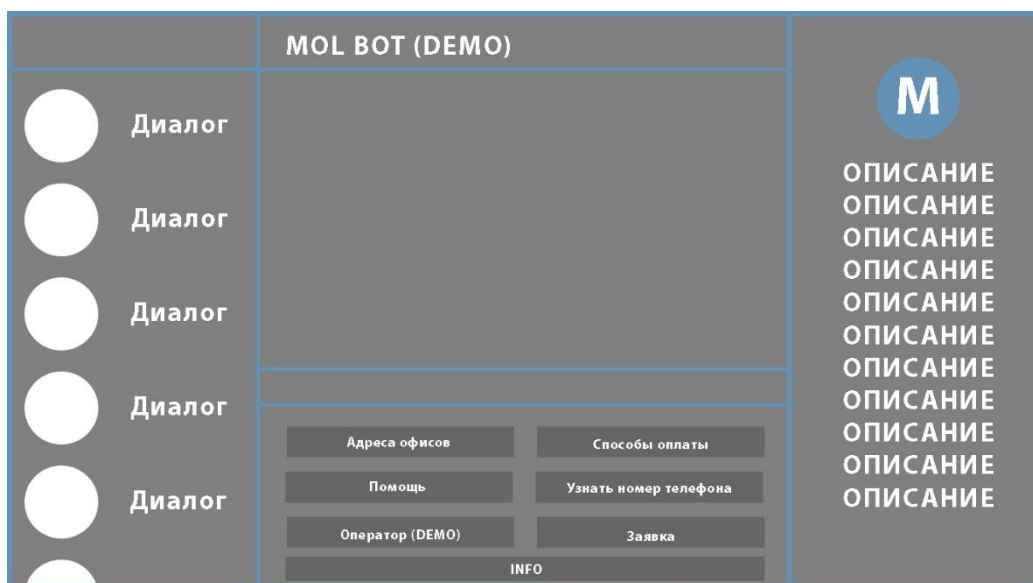 MOL BOT (DEMO)
Диалог
Диалог
Диалог
Диалог
Диалог
Адреса офисов
Способы оплаты
Помощь
Узнать номер телефона
Оператор (DEMO)
Заявка
INFO
M
ОПИСАНИЕ
ОПИСАНИЕ
ОПИСАНИЕ
ОПИСАНИЕ
ОПИСАНИЕ
ОПИСАНИЕ
ОПИСАНИЕ
ОПИСАНИЕ
ОПИСАНИЕ
ОПИСАНИЕ
ОПИСАНИЕ